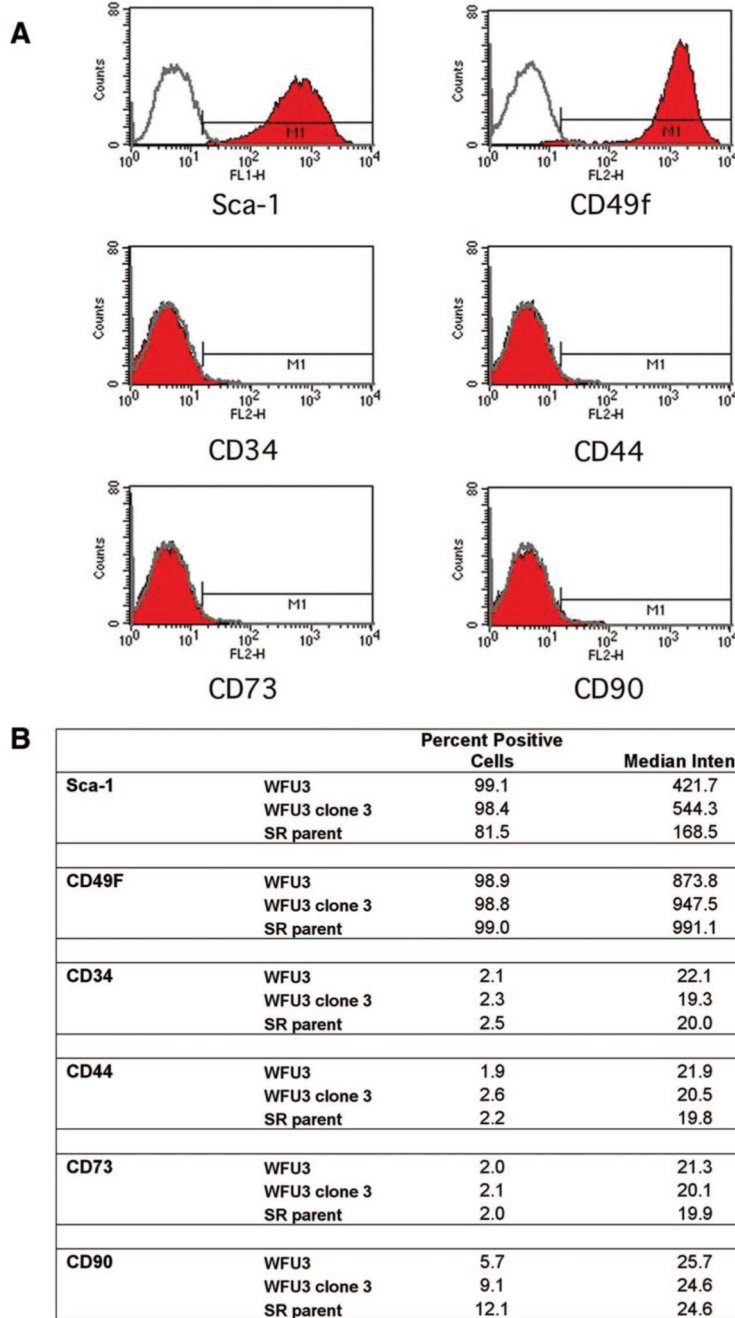 A
80
80
Counts
Counts
M1
M1
0
0
10^0 10^1 10^2 10^3 10^4
10^0 10^1 10^2 10^3 10^4
FL1-H
FL2-H
Sca-1
CD49f
80
80
Counts
Counts
M1
M1
0
0
10^0 10^1 10^2 10^3 10^4
10^0 10^1 10^2 10^3 10^4
FL2-H
FL2-H
CD34
CD44
80
80
Counts
Counts
M1
M1
0
0
10^0 10^1 10^2 10^3 10^4
10^0 10^1 10^2 10^3 10^4
FL2-H
FL2-H
CD73
CD90
B
Percent Positive
Cells Median Inten
Sca-1 WFU3 99.1 421.7
WFU3 clone 3 98.4 544.3
SR parent 81.5 168.5
CD49F WFU3 98.9 873.8
WFU3 clone 3 98.8 947.5
SR parent 99.0 991.1
CD34 WFU3 2.1 22.1
WFU3 clone 3 2.3 19.3
SR parent 2.5 20.0
CD44 WFU3 1.9 21.9
WFU3 clone 3 2.6 20.5
SR parent 2.2 19.8
CD73 WFU3 2.0 21.3
WFU3 clone 3 2.1 20.1
SR parent 2.0 19.9
CD90 WFU3 5.7 25.7
WFU3 clone 3 9.1 24.6
SR parent 12.1 24.6